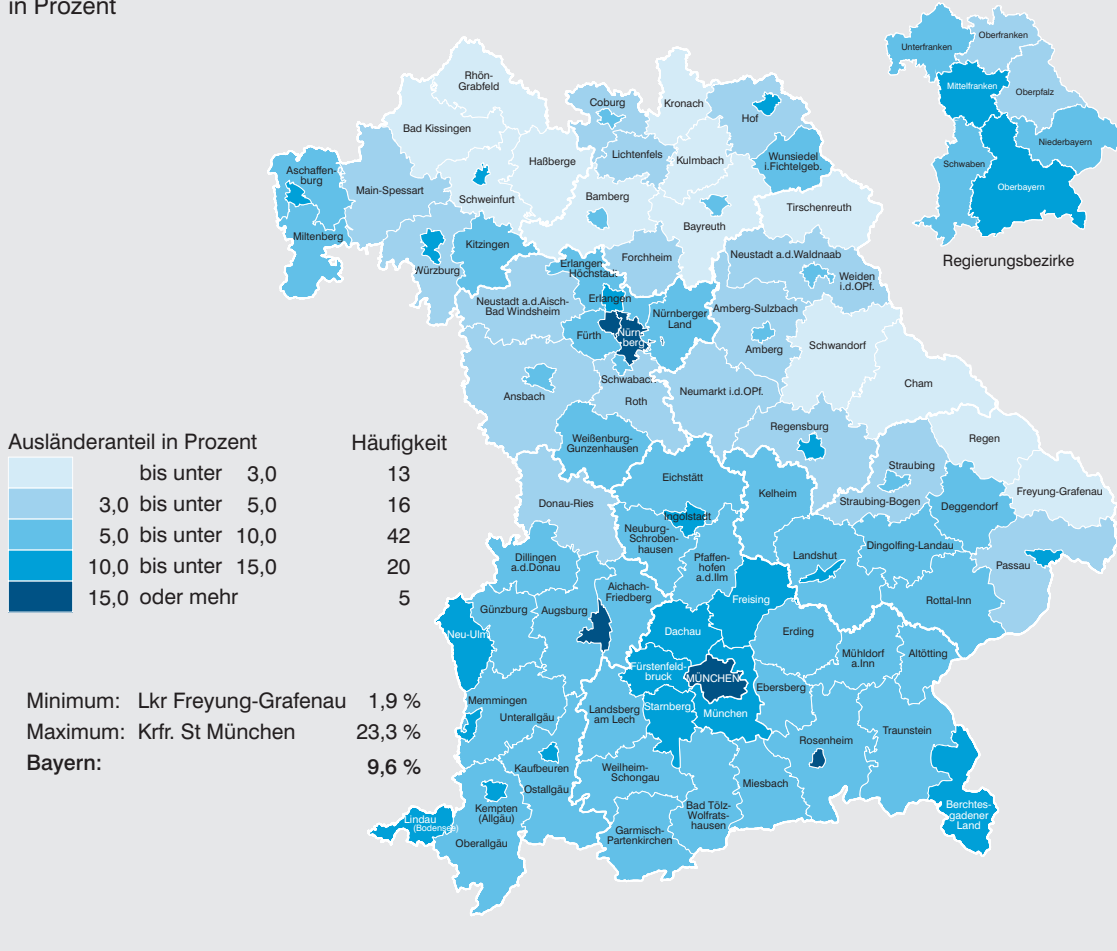 in Prozent
Unterfranken
Oberfranken
Mittelfranken
Oberpfalz
Niederbayern
Schwaben
Oberbayern
Regierungsbezirke
Rhön-
Grabfeld
Bad Kissingen
Coburg
Kronach
Hof
Lichtenfels
Kulmbach
Wunsiedel
i.Fichtelgeb.
Haßberge
Aschaffen-
burg
Main-Spessart
Schweinfurt
Bamberg
Tirschenreuth
Bayreuth
Miltenberg
Kitzingen
Würzburg
Erlangen-
Höchstadt
Forchheim
Neustadt a.d.Waldnaab
Weiden
i.d.OPf.
Neustadt a.d.Aisch-
Bad Windsheim
Erlangen
Nürnberger
Land
Amberg-Sulzbach
Fürth
Nürn-
berg
Amberg
Schwandorf
Schwabach
Ansbach
Roth
Neumarkt i.d.OPf.
Cham
Regensburg
Weißenburg-
Gunzenhausen
Regen
Straubing
Eichstätt
Kelheim
Freyung-Grafenau
Donau-Ries
Straubing-Bogen
Deggendorf
Ingolstadt
Neuburg-
Schroben-
hausen
Dingolfing-Landau
Landshut
Passau
Dillingen
a.d.Donau
Pfaffen-
hofen
a.d.Ilm
Aichach-
Friedberg
Freising
Rottal-Inn
Günzburg
Augsburg
Neu-Ulm
Dachau
Erding
Mühldorf
a.Inn
Altötting
Fürstenfeld-
bruck
MÜNCHEN
Ebersberg
Memmingen
Unterallgäu
Landsberg
am Lech
Starnberg
München
Rosenheim
Traunstein
Kaufbeuren
Weilheim-
Schongau
Ostallgäu
Miesbach
Kempten
(Allgäu)
Bad Tölz-
Wolfrats-
hausen
Berchtes-
gadener
Land
Lindau
(Bodensee)
Oberallgäu
Garmisch-
Partenkirchen
Ausländeranteil in Prozent Häufigkeit
bis unter 3,0 13
3,0 bis unter 5,0 16
5,0 bis unter 10,0 42
10,0 bis unter 15,0 20
15,0 oder mehr 5
Minimum: Lkr Freyung-Grafenau 1,9 %
Maximum: Krfr. St München 23,3 %
Bayern: 9,6 %